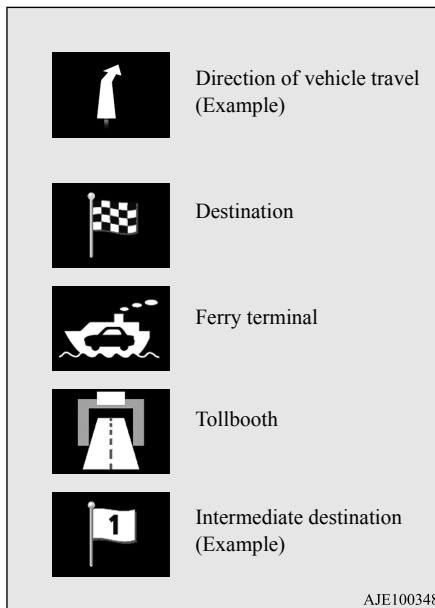 Direction of vehicle travel
(Example)
Destination
Ferry terminal
Tollbooth
1
Intermediate destination
(Example)
AJE100348